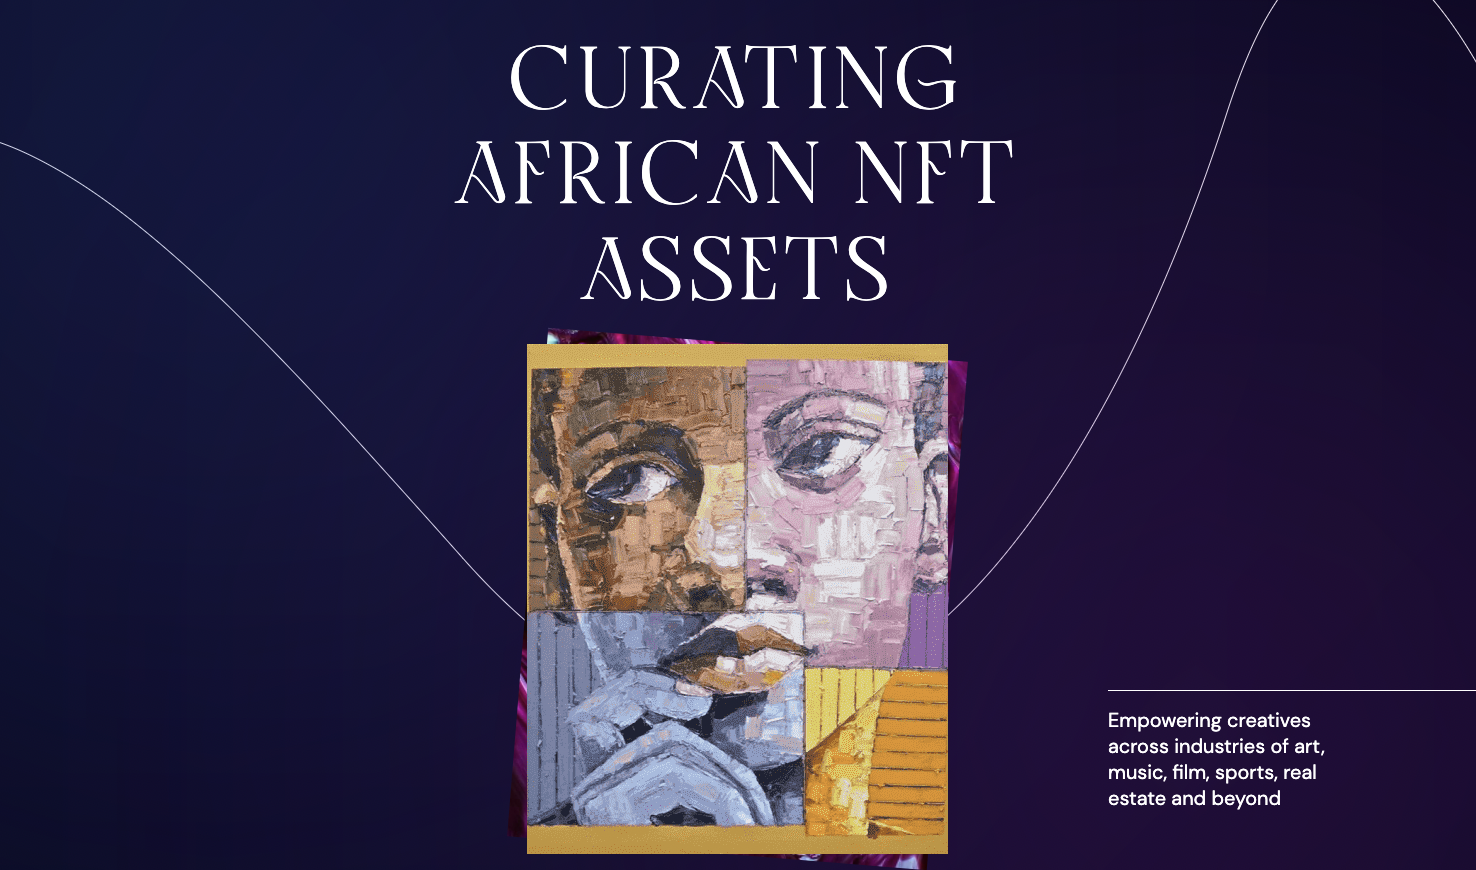 CURATING
AFRICAN NFT
ASSETS
Empowering creatives
across industries of art,
music, film, sports, real
estate and beyond